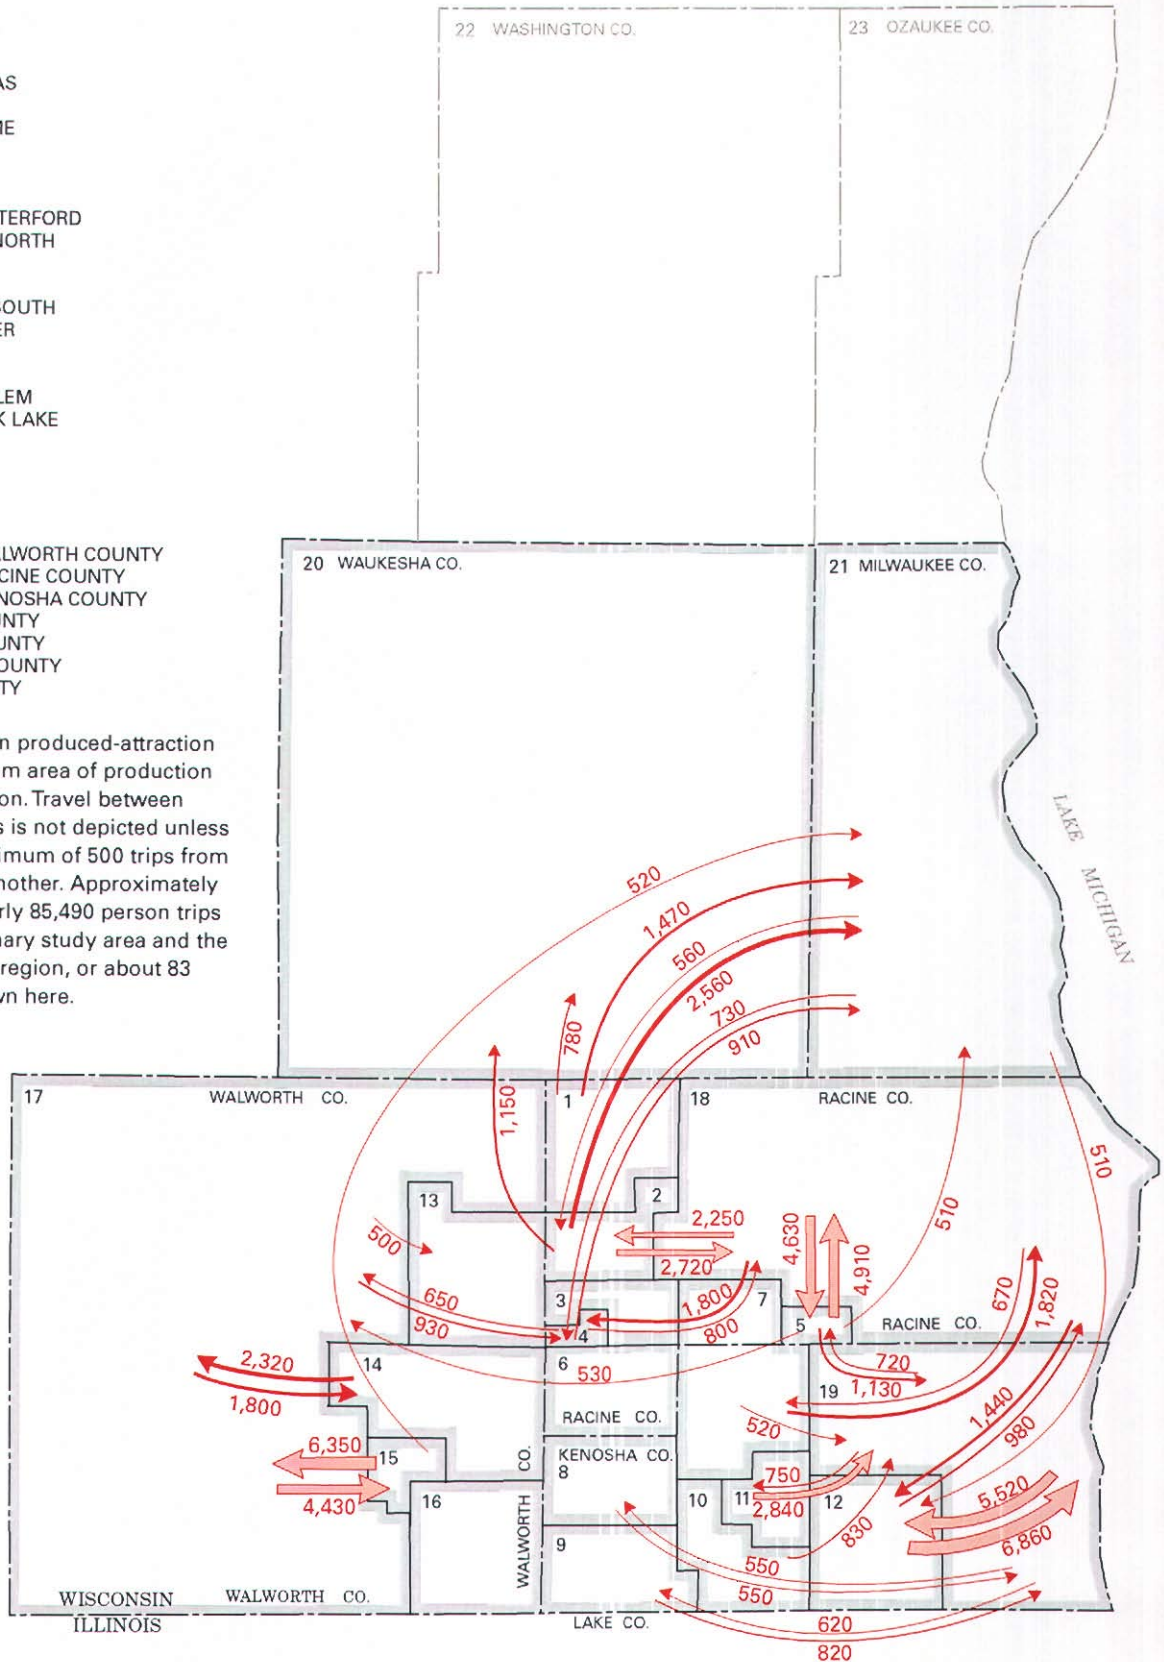 22 WASHINGTON CO.
23 OZAUKEE CO.
AS
ME
TERFORD
NORTH
SOUTH
ER
LEM
K LAKE
ALWORTH COUNTY
CINE COUNTY
NOSHA COUNTY
UNTY
UNTY
OUNTY
TY
n produced-attraction
m area of production
on. Travel between
s is not depicted unless
imum of 500 trips from
nother. Approximately
rly 85,490 person trips
ary study area and the
region, or about 83
wn here.
20 WAUKESHA CO.
21 MILWAUKEE CO.
LAKE MICHIGAN
520
1,470
560
2,560
730
910
780
1,150
17
WALWORTH CO.
1
18
RACINE CO.
510
13
2
500
2,250
2,720
4,630
4,910
510
650
930
3
4
1,800
800
7
5
RACINE CO.
670
1,820
2,320
1,800
14
6
530
720
1,130
19
1,440
980
RACINE CO.
520
6,350
4,430
15
16
WALWORTH CO.
KENOSHA CO.
8
9
10
11
750
2,840
12
830
5,520
6,860
550
550
WISCONSIN
ILLINOIS
WALWORTH CO.
LAKE CO.
620
820